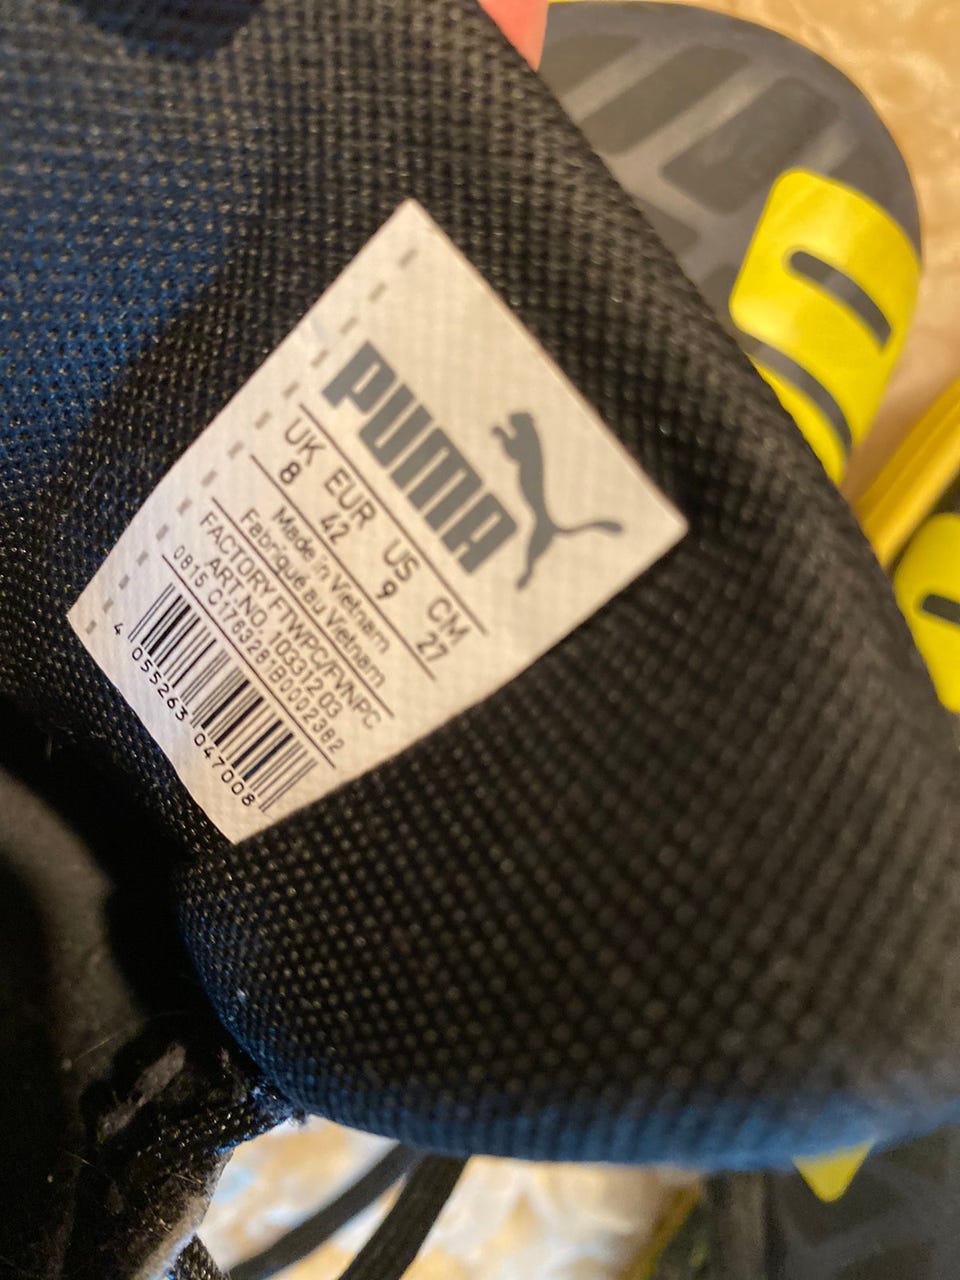 PUMA
UK EUR US CM
8 42 9 27
Made in Vietnam
Fabriqué au Vietnam
FACTORY FTWPC/FVNPC
ART.NO. 103312 03
0815 C1763281B0002382
4 055263 047008